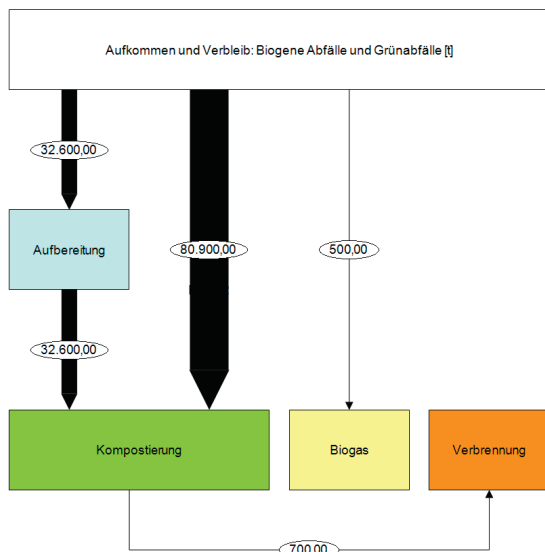 Aufkommen und Verbleib: Biogene Abfälle und Grünabfälle [t]
32.600,00
Aufbereitung
80.900,00
500,00
32.600,00
Kompostierung
Biogas
Verbrennung
700,00